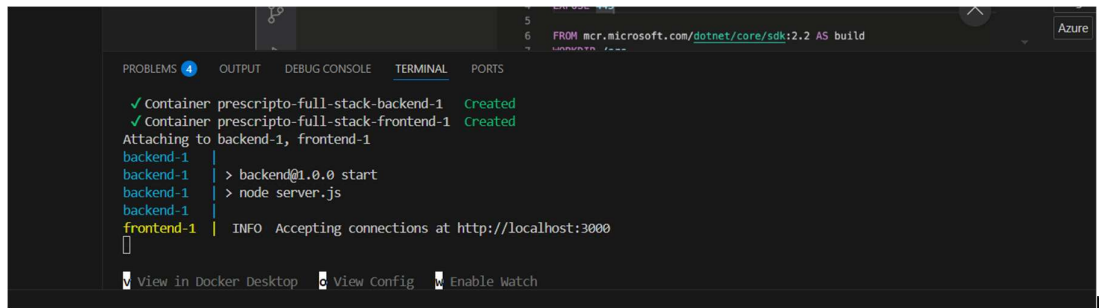 EXPOSE 443
Azure
5
6 FROM mcr.microsoft.com/dotnet/core/sdk:2.2 AS build
PROBLEMS 4 OUTPUT DEBUG CONSOLE TERMINAL PORTS
✓ Container prescripto-full-stack-backend-1 Created
✓ Container prescripto-full-stack-frontend-1 Created
Attaching to backend-1, frontend-1
backend-1 |
backend-1 | > backend@1.0.0 start
backend-1 | > node server.js
backend-1 |
frontend-1 | INFO Accepting connections at http://localhost:3000
v View in Docker Desktop o View Config w Enable Watch